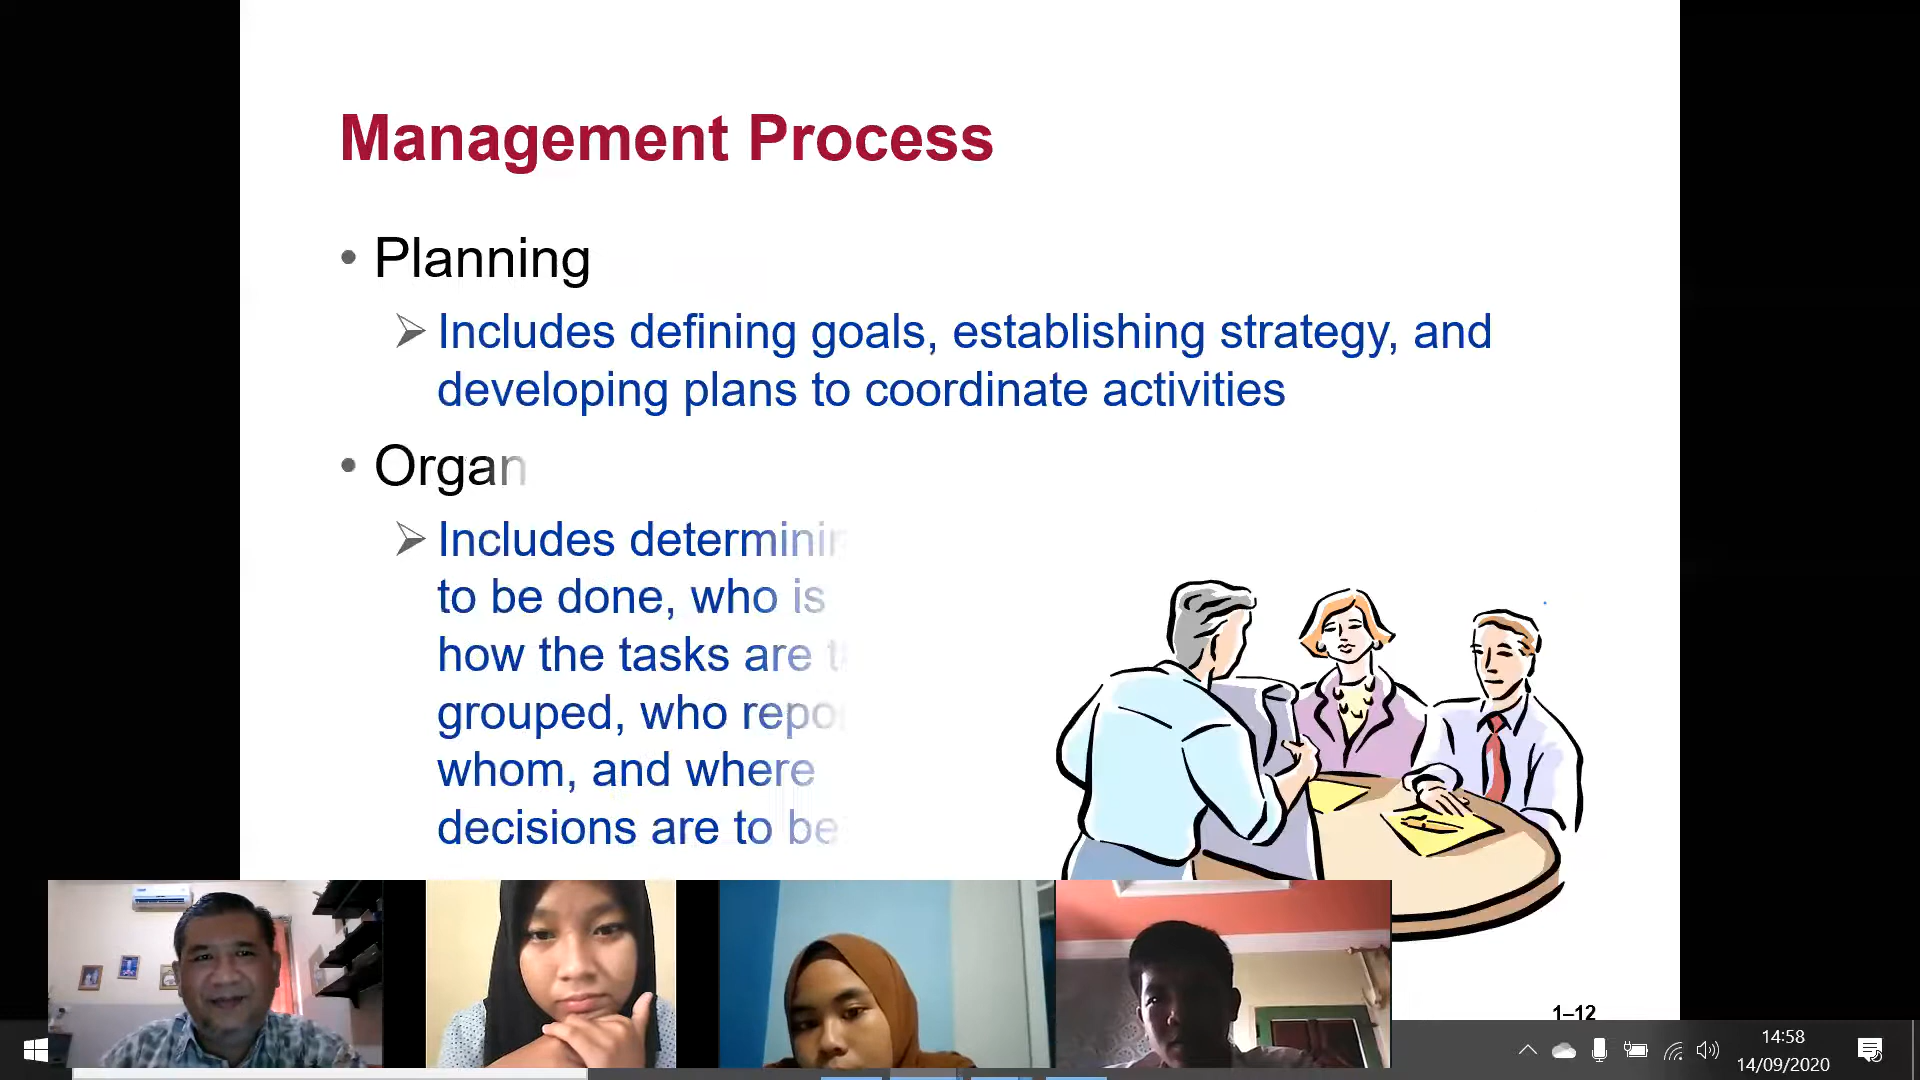 Management Process
• Planning
Includes defining goals, establishing strategy, and
developing plans to coordinate activities
• Organ
Includes determinin
to be done, who is
how the tasks are t
grouped, who repor
whom, and where
decisions are to be
1–12
14:58
14/09/2020